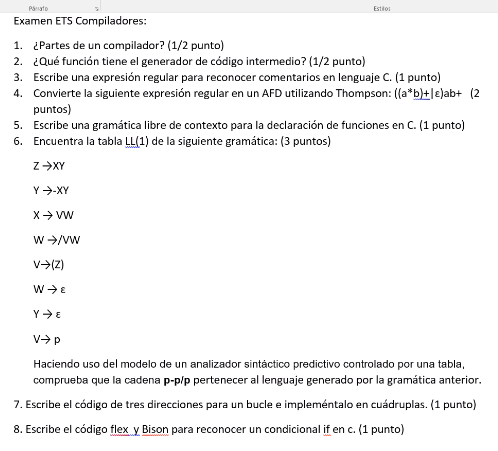 Párrafo
Estilos
Examen ETS Compiladores:
1. ¿Partes de un compilador? (1/2 punto)
2. ¿Qué función tiene el generador de código intermedio? (1/2 punto)
3. Escribe una expresión regular para reconocer comentarios en lenguaje C. (1 punto)
4. Convierte la siguiente expresión regular en un AFD utilizando Thompson: ((a*b)+|ε)ab+ (2
puntos)
5. Escribe una gramática libre de contexto para la declaración de funciones en C. (1 punto)
6. Encuentra la tabla LL(1) de la siguiente gramática: (3 puntos)
Z →XY
Y →-XY
X → VW
W →/VW
V→(Z)
W → ε
Y → ε
V→ p
Haciendo uso del modelo de un analizador sintáctico predictivo controlado por una tabla,
comprueba que la cadena p-p/p pertenecer al lenguaje generado por la gramática anterior.
7. Escribe el código de tres direcciones para un bucle e impleméntalo en cuádruplas. (1 punto)
8. Escribe el código flex y Bison para reconocer un condicional if en c. (1 punto)